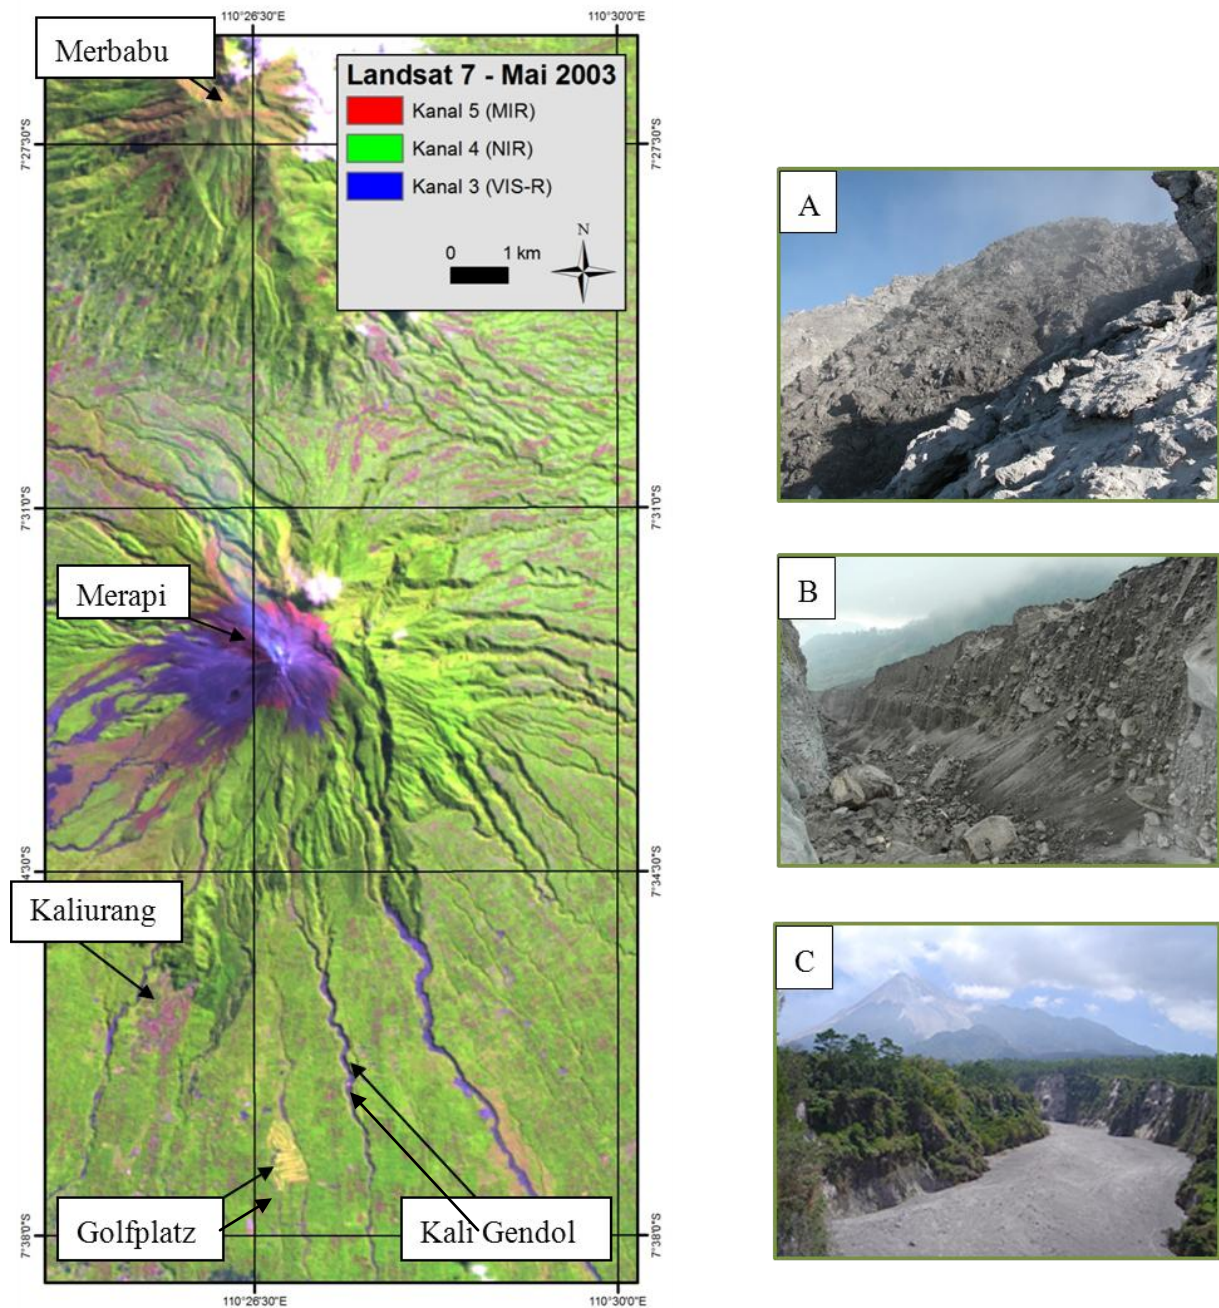 110°26'30"E
110°30'0"E
Merbabu
Landsat 7 - Mai 2003
Kanal 5 (MIR)
Kanal 4 (NIR)
Kanal 3 (VIS-R)
N
0 1 km
7°27'30"S
7°27'30"S
7°31'0"S
7°31'0"S
Merapi
7°34'30"S
7°34'30"S
Kaliurang
Golfplatz
Kali Gendol
7°38'0"S
7°38'0"S
110°26'30"E
110°30'0"E
A
B
C